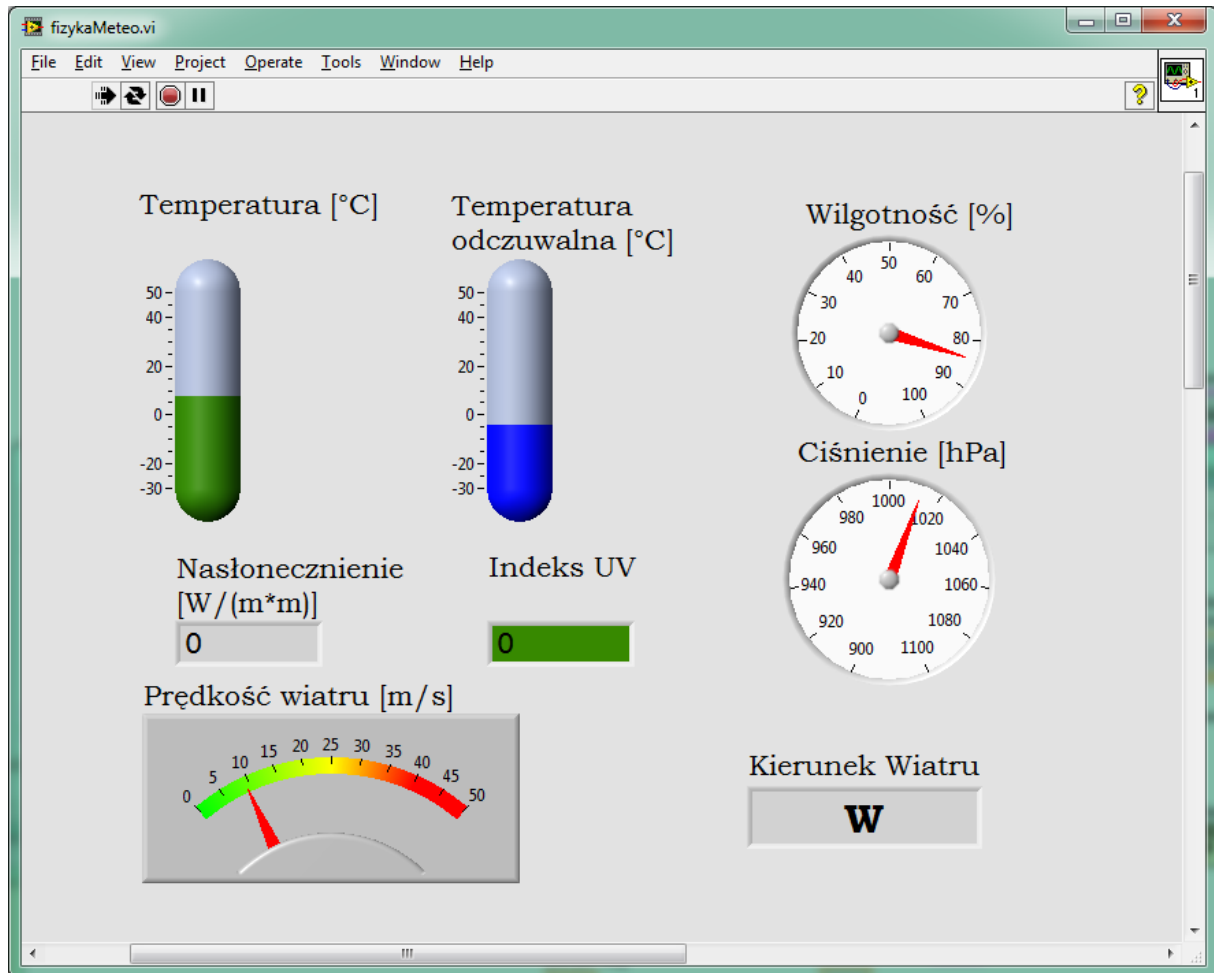 fizykaMeteo.vi
File Edit View Project Operate Tools Window Help
1
Temperatura [°C]
50
40
20
0
-20
-30
Temperatura
odczuwalna [°C]
50
40
20
0
-20
-30
Wilgotność [%]
0 10 20 30 40 50 60 70 80 90 100
Ciśnienie [hPa]
900 920 940 960 980 1000 1020 1040 1060 1080 1100
Nasłonecznienie
[W/(m*m)]
0
Indeks UV
0
Prędkość wiatru [m/s]
0 5 10 15 20 25 30 35 40 45 50
Kierunek Wiatru
W